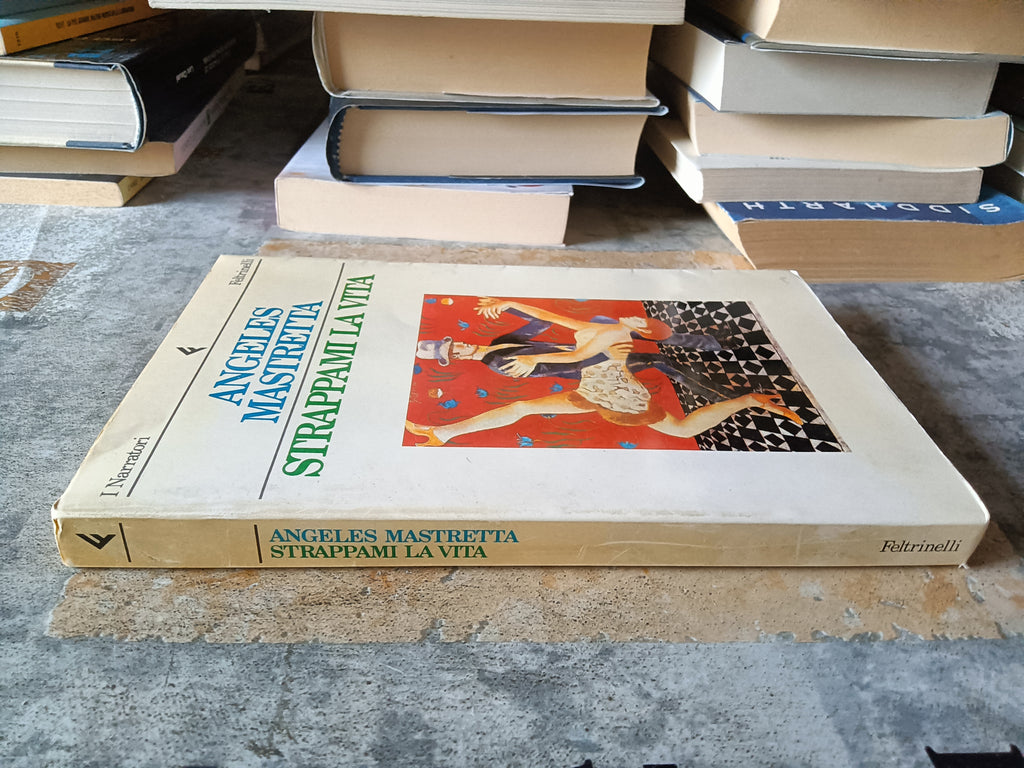 I Narratori
Feltrinelli
ANGELES
MASTRETTA
STRAPPAMI LA VITA
ANGELES MASTRETTA
STRAPPAMI LA VITA
Feltrinelli
SIDDHARTH